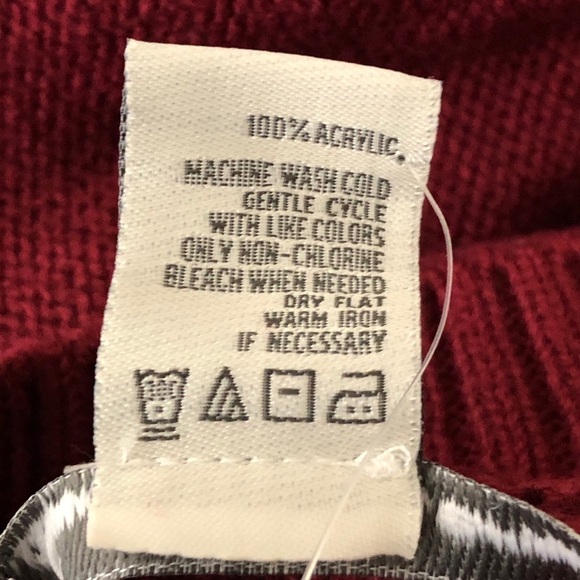 100% ACRYLIC.
MACHINE WASH COLD
GENTLE CYCLE
WITH LIKE COLORS
ONLY NON-CHLORINE
BLEACH WHEN NEEDED
DRY FLAT
WARM IRON
IF NECESSARY